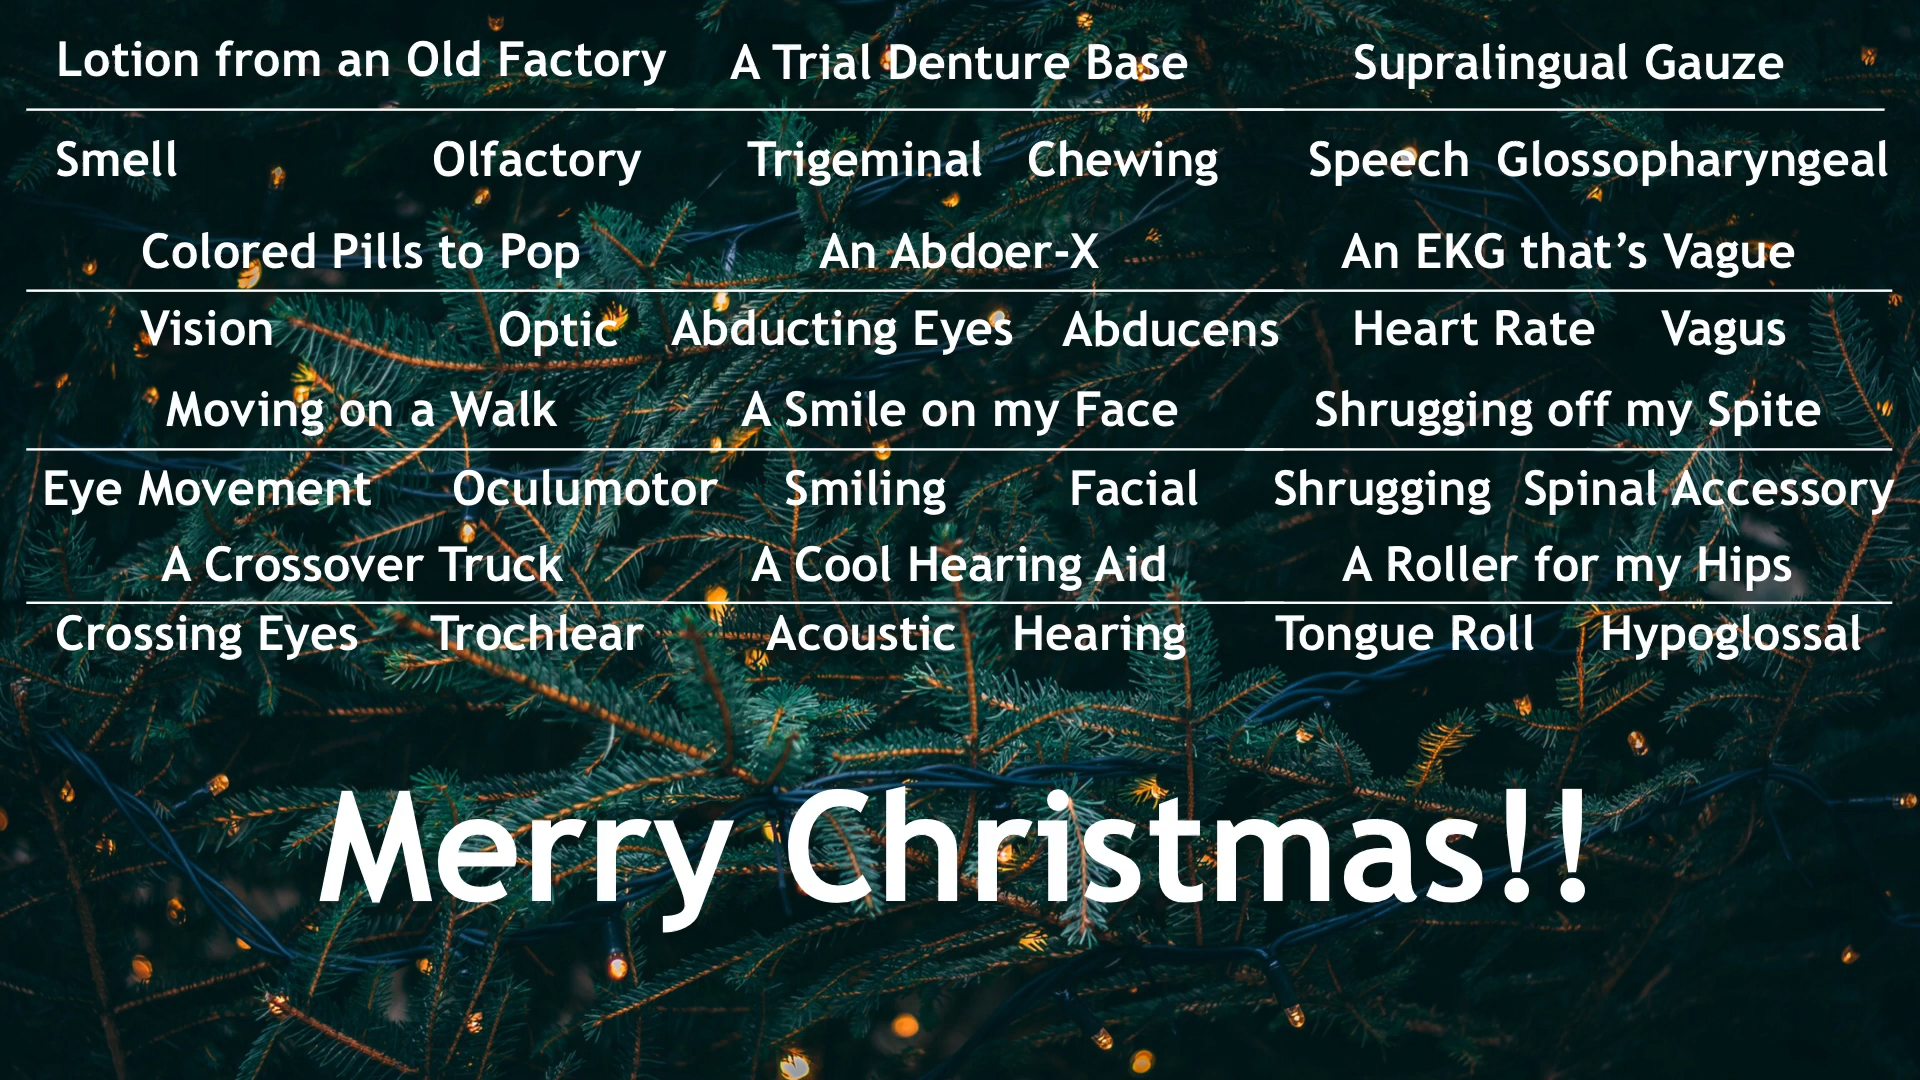 Lotion from an Old Factory A Trial Denture Base Supralingual Gauze
Smell Olfactory Trigeminal Chewing Speech Glossopharyngeal
Colored Pills to Pop An Abdoer-X An EKG that’s Vague
Vision Optic Abducting Eyes Abducens Heart Rate Vagus
Moving on a Walk A Smile on my Face Shrugging off my Spite
Eye Movement Oculumotor Smiling Facial Shrugging Spinal Accessory
A Crossover Truck A Cool Hearing Aid A Roller for my Hips
Crossing Eyes Trochlear Acoustic Hearing Tongue Roll Hypoglossal
Merry Christmas!!